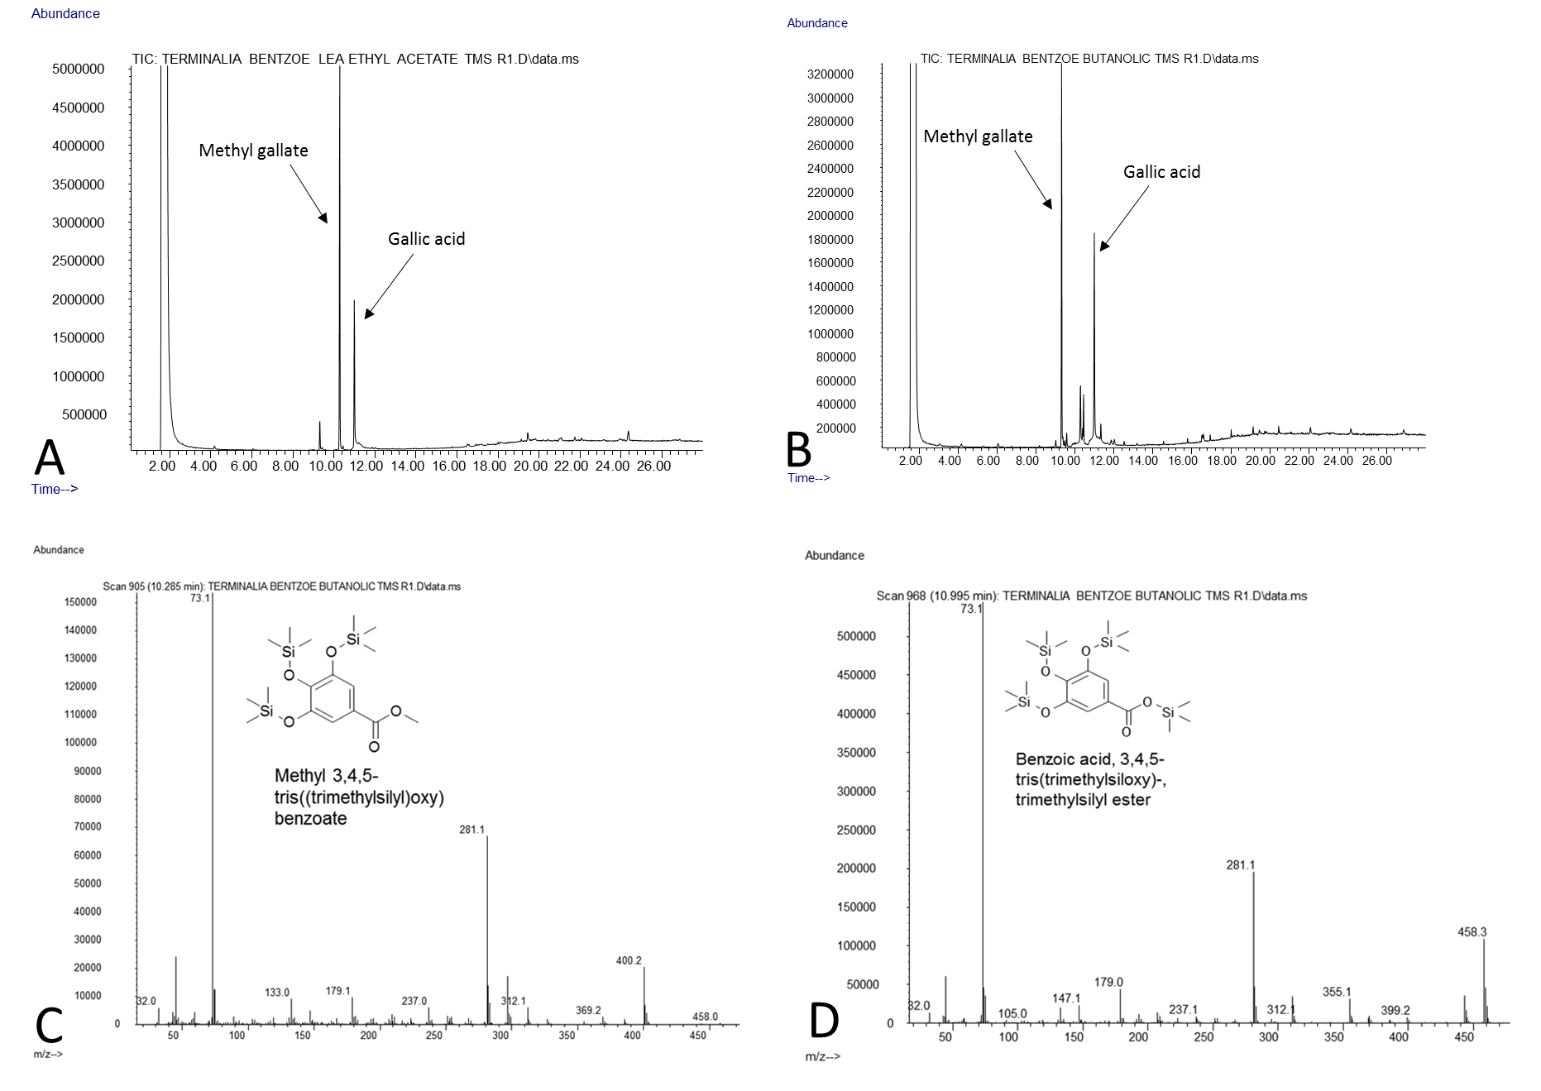 Abundance
TIC: TERMINALIA BENTZOE LEA ETHYL ACETATE TMS R1.D\data.ms
5000000
4500000
4000000
3500000
3000000
2500000
2000000
1500000
1000000
500000
Methyl gallate
Gallic acid
2.00 4.00 6.00 8.00 10.00 12.00 14.00 16.00 18.00 20.00 22.00 24.00 26.00
A
Time-->
Abundance
TIC: TERMINALIA BENTZOE BUTANOLIC TMS R1.D\data.ms
3200000
3000000
2800000
2600000
2400000
2200000
2000000
1800000
1600000
1400000
1200000
1000000
800000
600000
400000
200000
Methyl gallate
Gallic acid
2.00 4.00 6.00 8.00 10.00 12.00 14.00 16.00 18.00 20.00 22.00 24.00 26.00
B
Time-->
Abundance
Scan 905 (10.285 min): TERMINALIA BENTZOE BUTANOLIC TMS R1.D\data.ms
150000
140000
130000
120000
110000
100000
90000
80000
70000
60000
50000
40000
30000
20000
10000
0
73.1
Si
O
Si
O
Si
O
O
O
Methyl 3,4,5-
tris((trimethylsilyl)oxy)
benzoate
281.1
400.2
32.0
133.0
179.1
237.0
312.1
369.2
458.0
50 100 150 200 250 300 350 400 450
C
m/z-->
Abundance
Scan 968 (10.995 min): TERMINALIA BENTZOE BUTANOLIC TMS R1.D\data.ms
500000
450000
400000
350000
300000
250000
200000
150000
100000
50000
0
73.1
Si
O
Si
O
Si
O
O
Si
O
Benzoic acid, 3,4,5-
tris(trimethylsiloxy)-,
trimethylsilyl ester
281.1
458.3
32.0
105.0
147.1
179.0
237.1
312.1
355.1
399.2
50 100 150 200 250 300 350 400 450
D
m/z-->